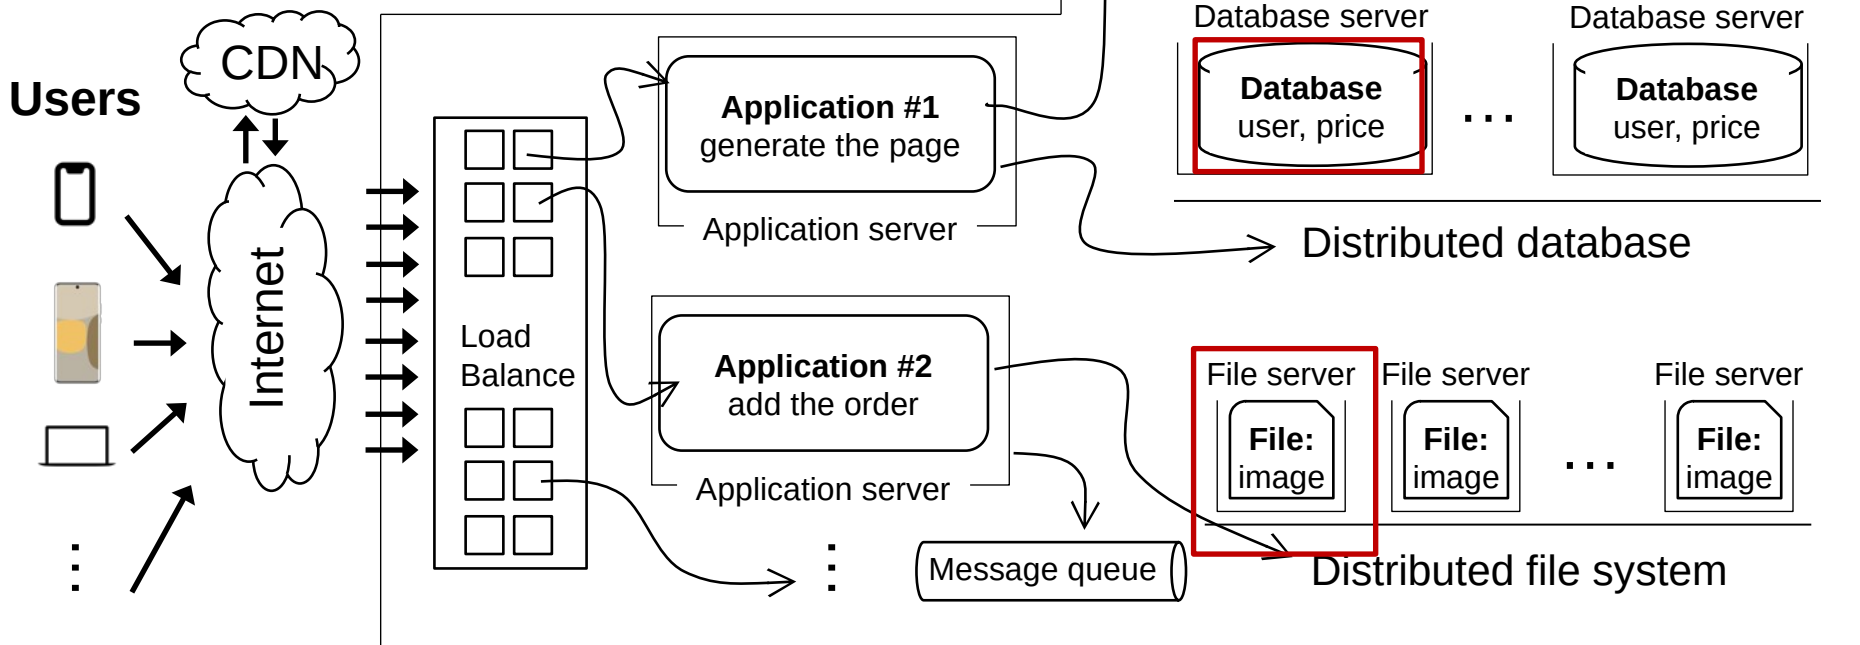 Users
CDN
Internet
Load
Balance
Application #1
generate the page
Application server
Application #2
add the order
Application server
Message queue
Database server
Database
user, price
...
Database server
Database
user, price
Distributed database
File server
File:
image
File server
File:
image
...
File server
File:
image
Distributed file system